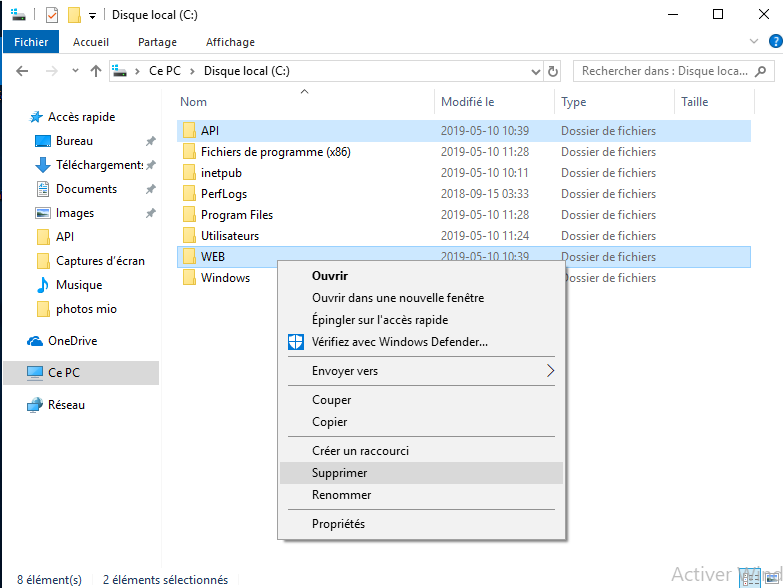 Disque local (C:)
Fichier Accueil Partage Affichage
Ce PC Disque local (C:) Rechercher dans : Disque local (C...
Nom Modifié le Type Taille
Accès rapide
Bureau
Téléchargements
Documents
Images
API
Captures d'écran
Musique
photos mio
OneDrive
Ce PC
Réseau
API 2019-05-10 10:39 Dossier de fichiers
Fichiers de programme (x86) 2019-05-10 11:28 Dossier de fichiers
inetpub 2019-05-10 10:11 Dossier de fichiers
PerfLogs 2018-09-15 03:33 Dossier de fichiers
Program Files 2019-05-10 11:28 Dossier de fichiers
Utilisateurs 2019-05-10 11:24 Dossier de fichiers
WEB 2019-05-10 10:39 Dossier de fichiers
Windows Dossier de fichiers
Ouvrir
Ouvrir dans une nouvelle fenêtre
Épingler sur l'accès rapide
Vérifiez avec Windows Defender...
Envoyer vers
Couper
Copier
Créer un raccourci
Supprimer
Renommer
Propriétés
8 élément(s) 2 éléments sélectionnés
Activer Wind